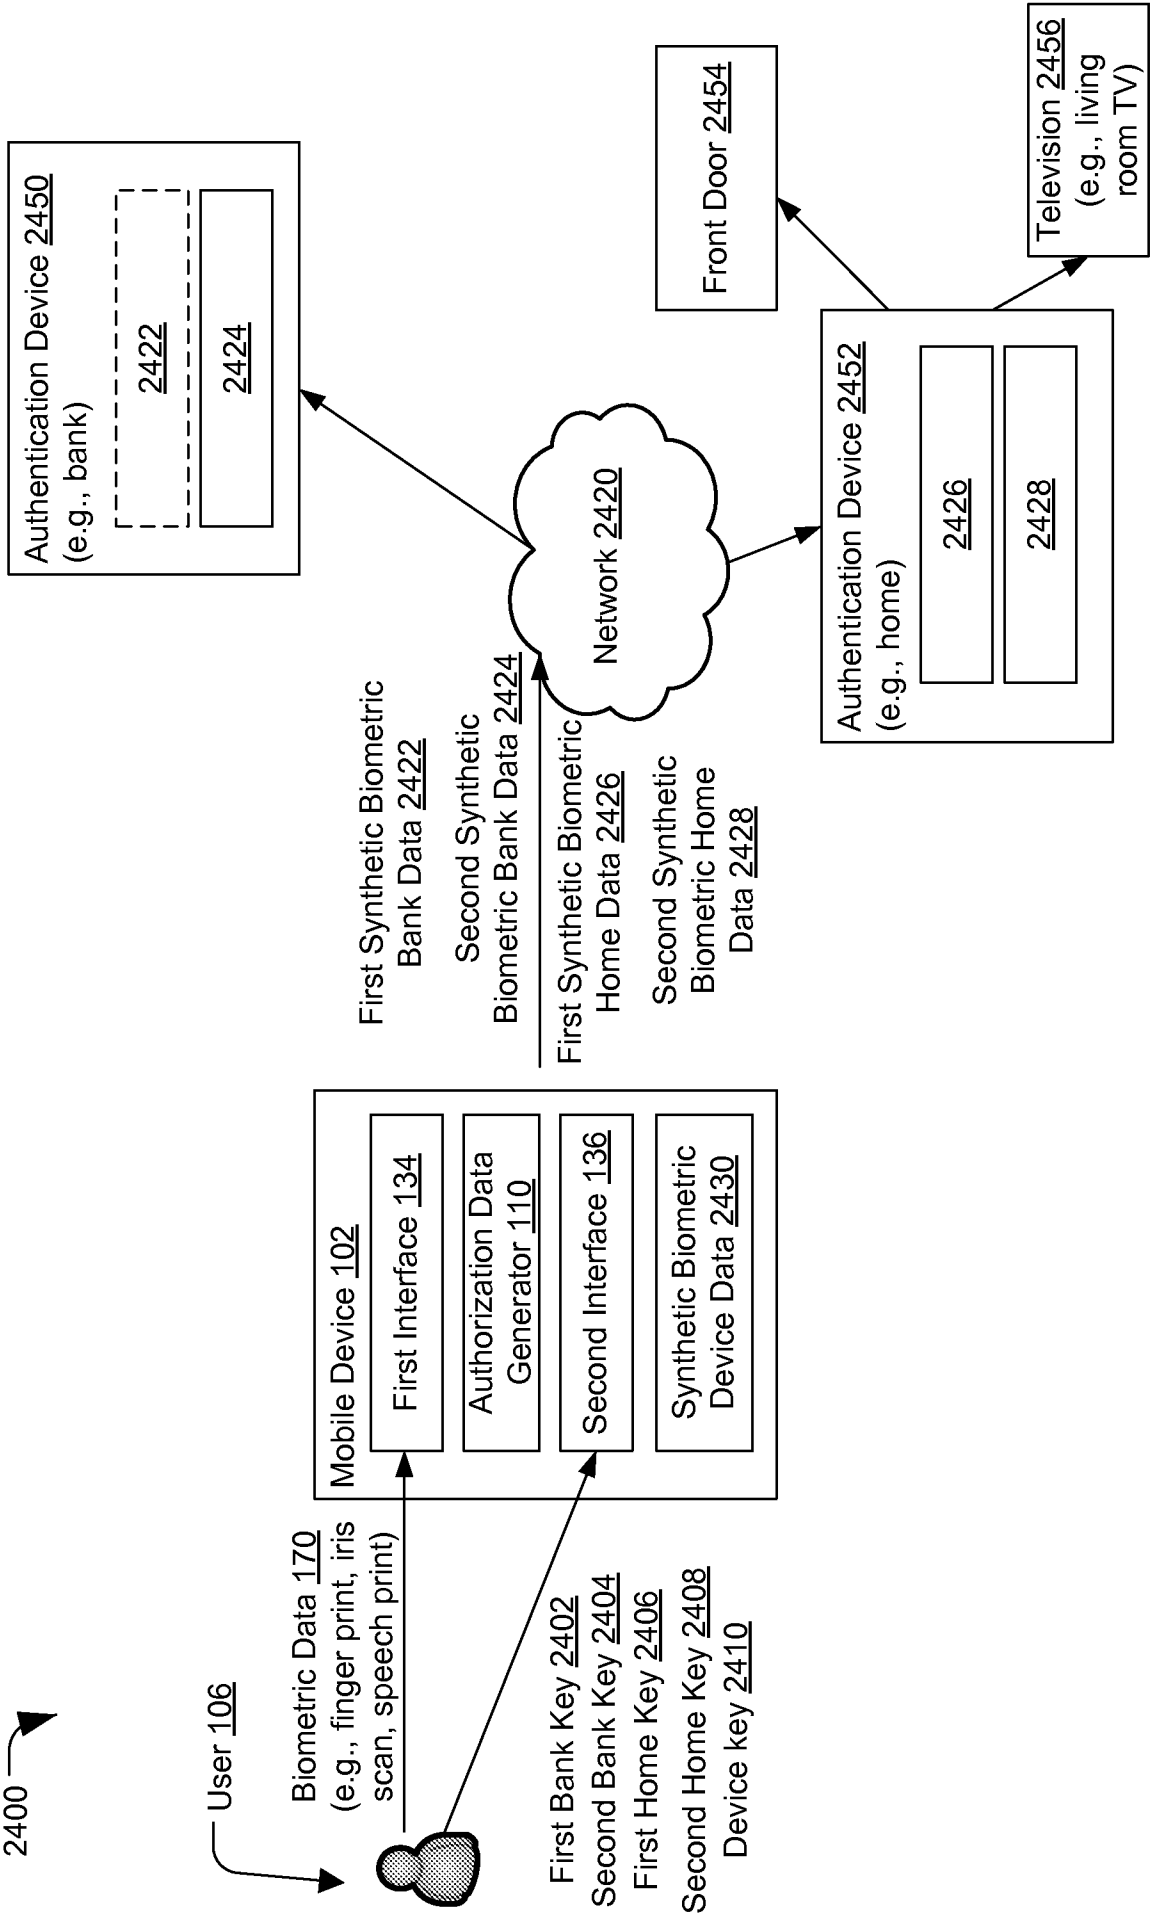 2400
User 106
Biometric Data 170
(e.g., finger print, iris
scan, speech print)
First Bank Key 2402
Second Bank Key 2404
First Home Key 2406
Second Home Key 2408
Device key 2410
Mobile Device 102
First Interface 134
Authorization Data
Generator 110
Second Interface 136
Synthetic Biometric
Device Data 2430
First Synthetic Biometric
Bank Data 2422
Second Synthetic
Biometric Bank Data 2424
First Synthetic Biometric
Home Data 2426
Second Synthetic
Biometric Home
Data 2428
Network 2420
Authentication Device 2450
(e.g., bank)
2422
2424
Authentication Device 2452
(e.g., home)
2426
2428
Front Door 2454
Television 2456
(e.g., living
room TV)